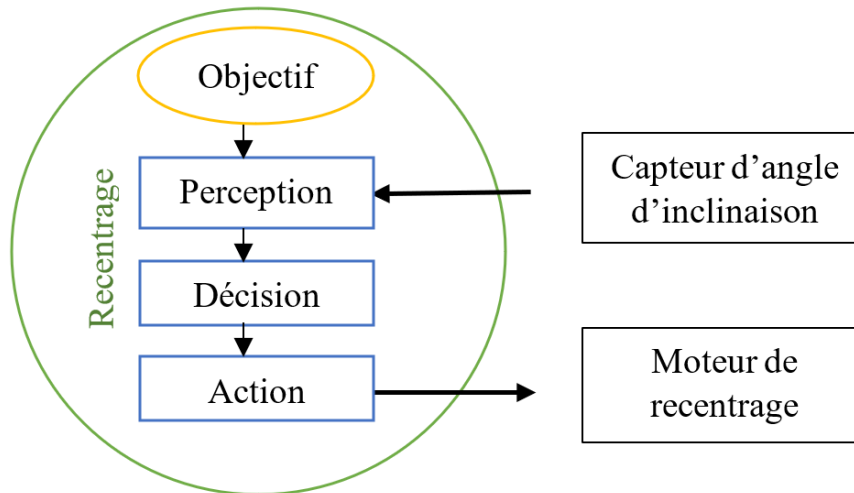 Objectif
Recentrage
Perception
Décision
Action
Capteur d'angle
d'inclinaison
Moteur de
recentrage